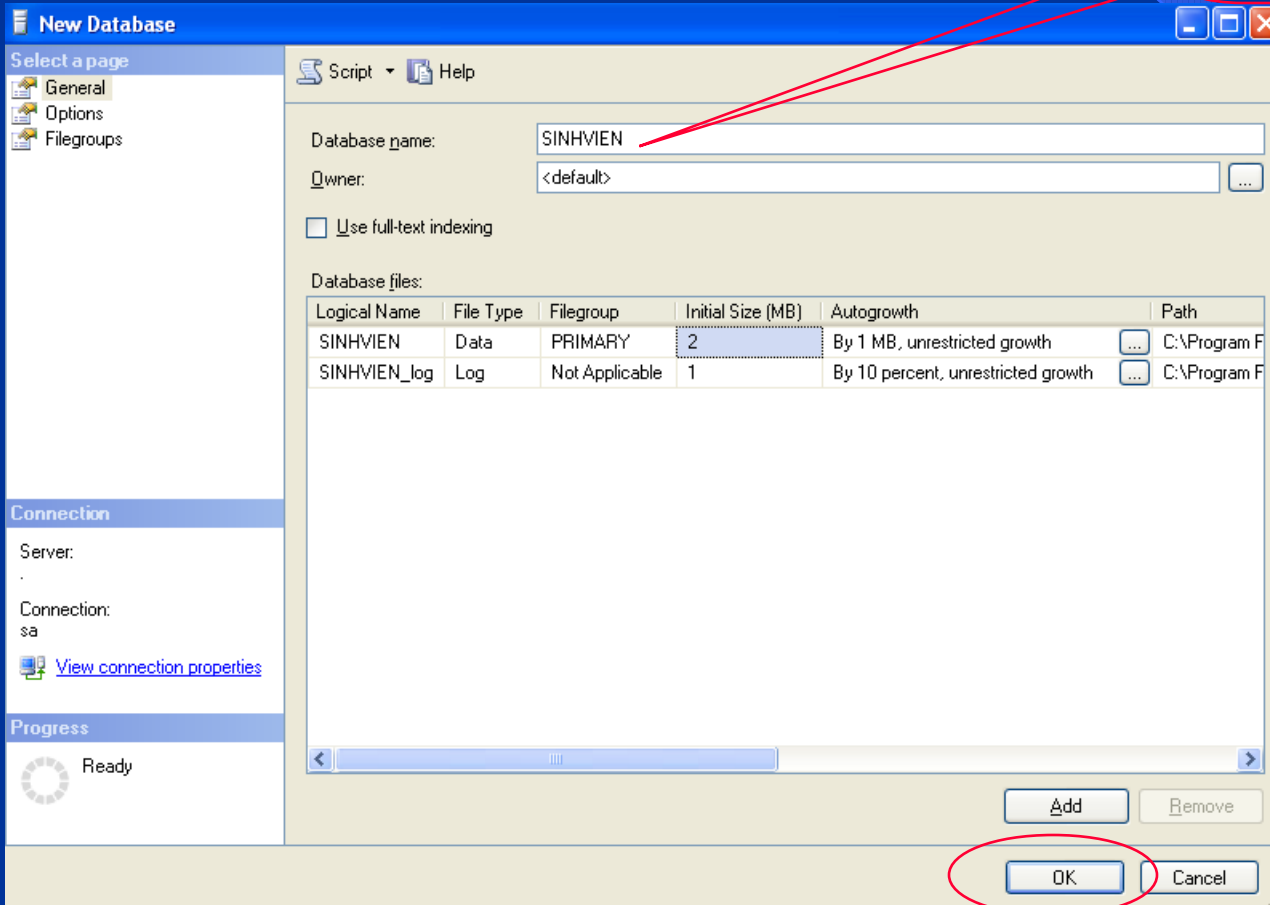 New Database
Select a page
General
Options
Filegroups
Script Help
Database name: SINHVIEN
Owner: <default> ...
Use full-text indexing
Database files:
Logical Name File Type Filegroup Initial Size (MB) Autogrowth Path
SINHVIEN Data PRIMARY 2 By 1 MB, unrestricted growth ... C:\Program F
SINHVIEN_log Log Not Applicable 1 By 10 percent, unrestricted growth ... C:\Program F
Connection
Server:
.
Connection:
sa
View connection properties
Progress
Ready
Add Remove
OK Cancel